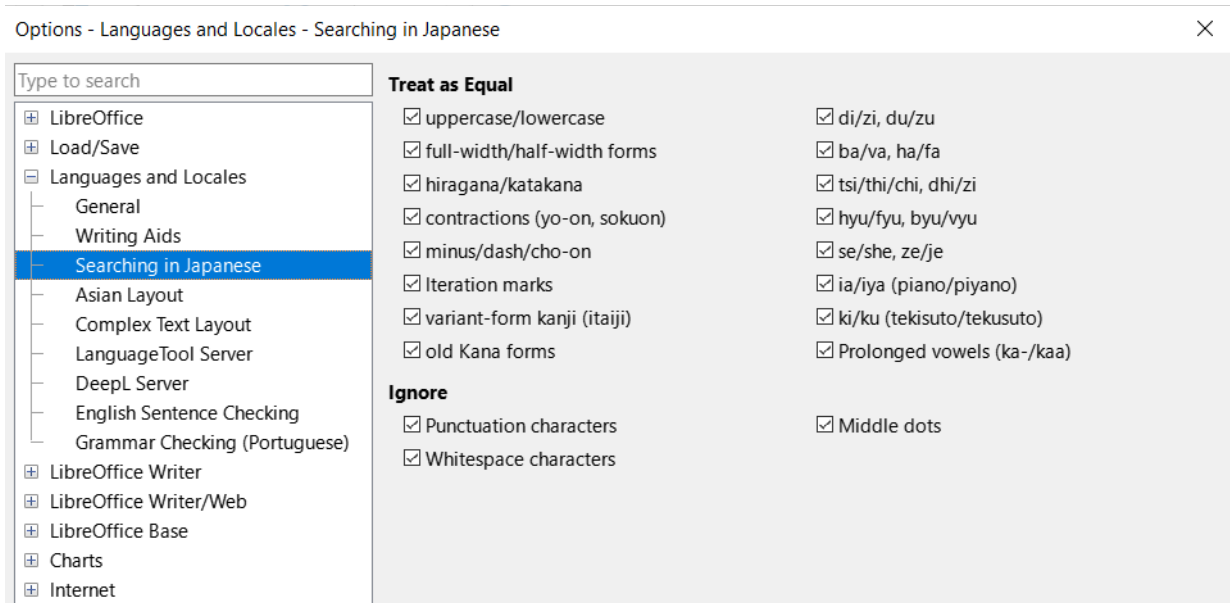 Options - Languages and Locales - Searching in Japanese
Type to search
LibreOffice
Load/Save
Languages and Locales
General
Writing Aids
Searching in Japanese
Asian Layout
Complex Text Layout
LanguageTool Server
DeepL Server
English Sentence Checking
Grammar Checking (Portuguese)
LibreOffice Writer
LibreOffice Writer/Web
LibreOffice Base
Charts
Internet
Treat as Equal
uppercase/lowercase
full-width/half-width forms
hiragana/katakana
contractions (yo-on, sokuon)
minus/dash/cho-on
Iteration marks
variant-form kanji (itaiji)
old Kana forms
di/zi, du/zu
ba/va, ha/fa
tsi/thi/chi, dhi/zi
hyu/fyu, byu/vyu
se/she, ze/je
ia/iya (piano/piyano)
ki/ku (tekisuto/tekusuto)
Prolonged vowels (ka-/kaa)
Ignore
Punctuation characters
Whitespace characters
Middle dots